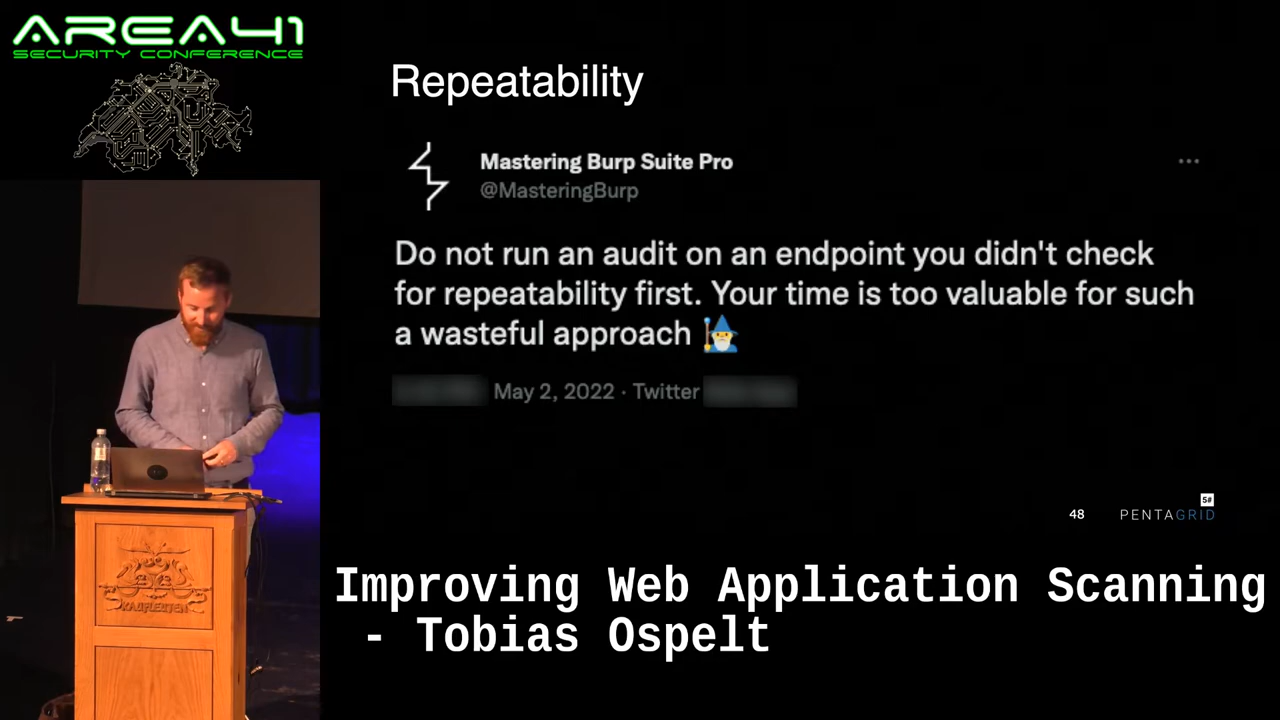 AREA41
SECURITY CONFERENCE
Repeatability
Mastering Burp Suite Pro
@MasteringBurp
Do not run an audit on an endpoint you didn't check
for repeatability first. Your time is too valuable for such
a wasteful approach
May 2, 2022 · Twitter
5#
48 PENTAGRID
Improving Web Application Scanning
- Tobias Ospelt
KAUFLEUTEN